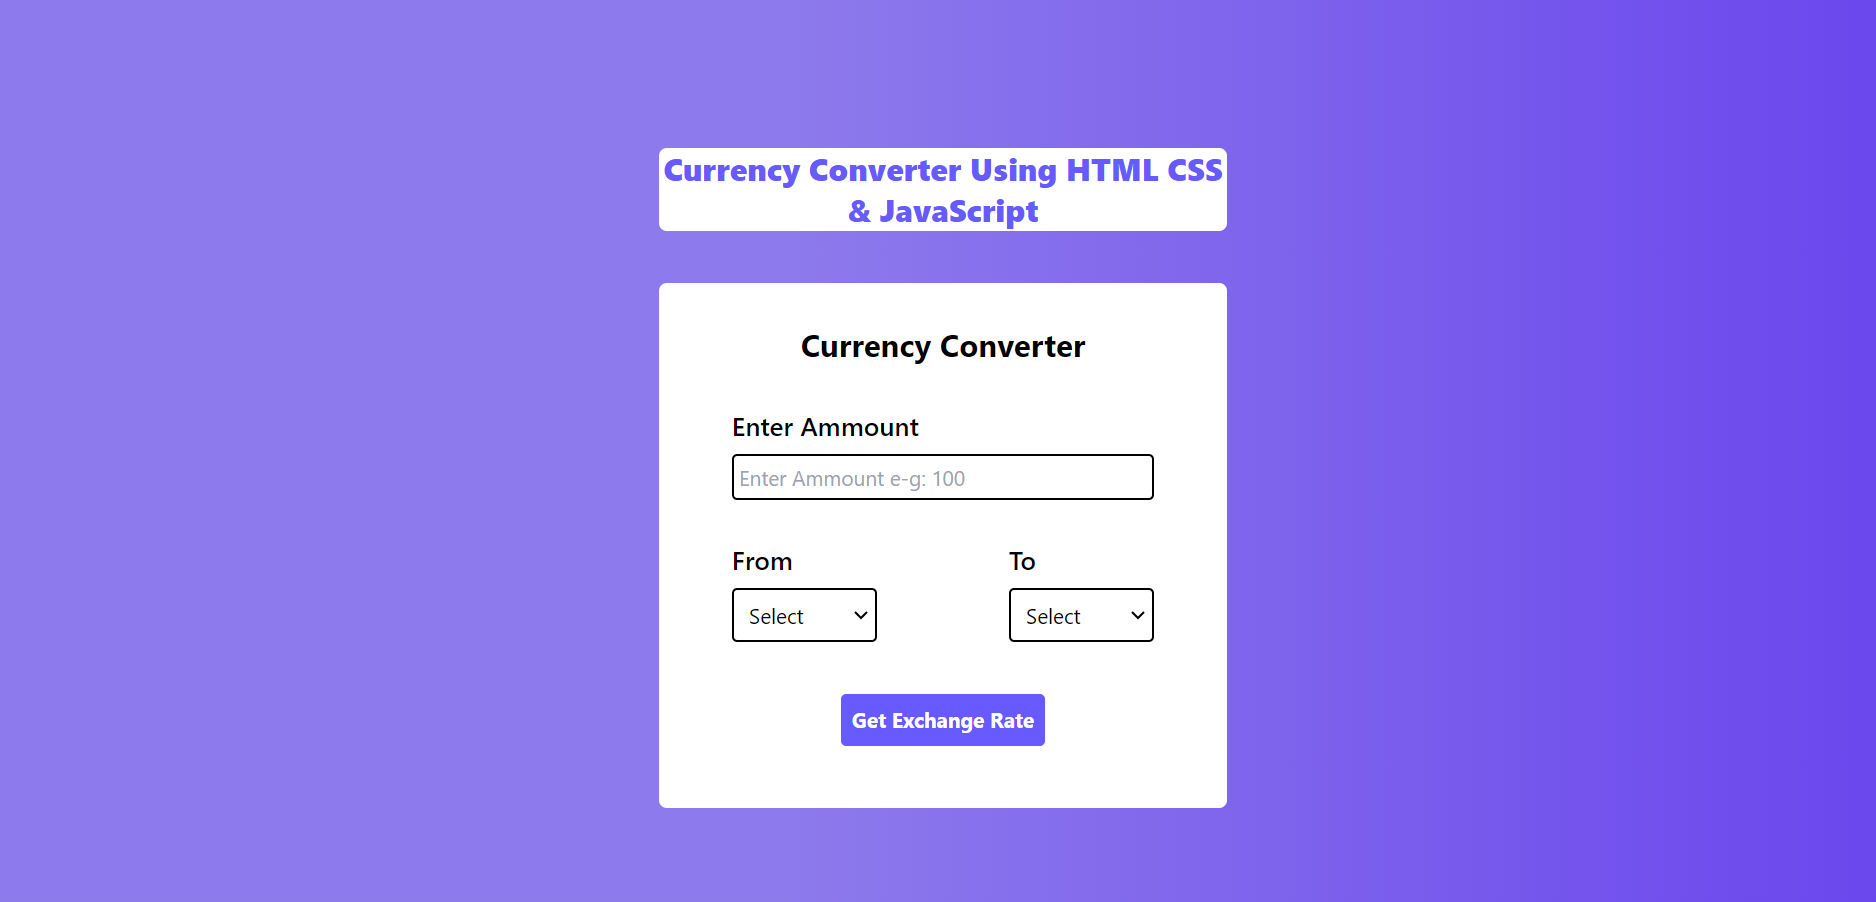 Currency Converter Using HTML CSS
& JavaScript
Currency Converter
Enter Ammount
Enter Ammount e-g: 100
From
To
Select
Select
Get Exchange Rate